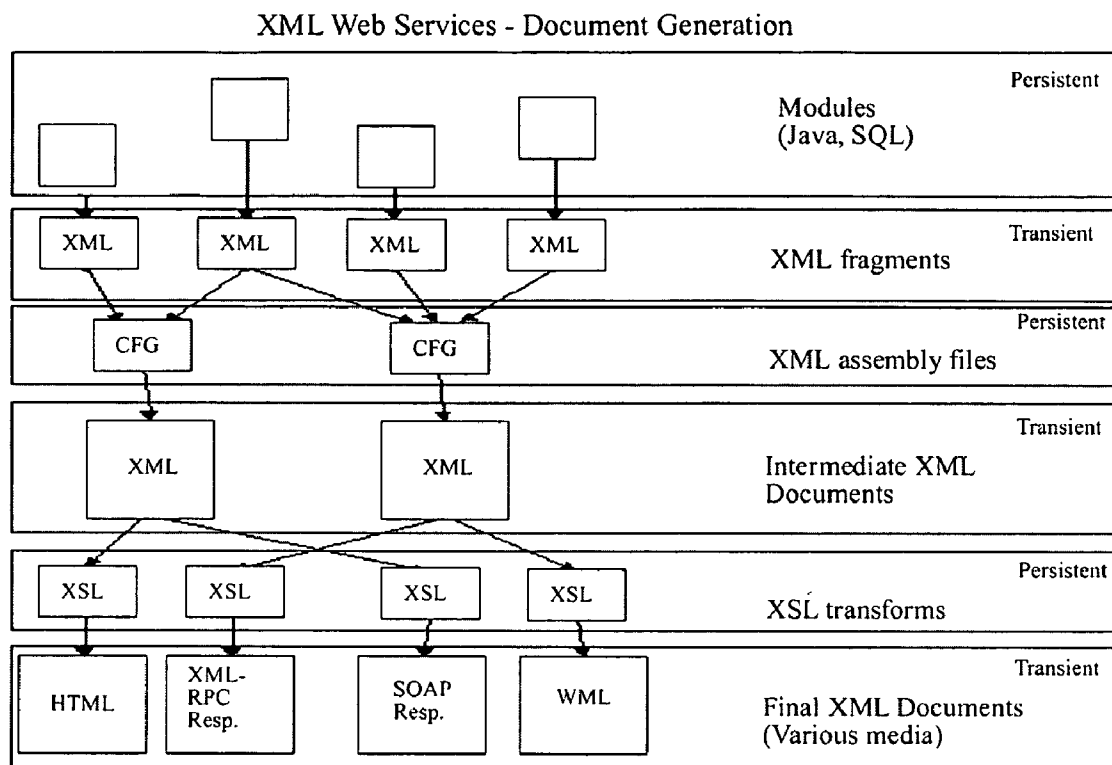 XML Web Services - Document Generation
Persistent
Modules
(Java, SQL)
Transient
XML
XML
XML
XML
XML fragments
Persistent
CFG
CFG
XML assembly files
Transient
XML
XML
Intermediate XML
Documents
Persistent
XSL
XSL
XSL
XSL
XSL transforms
Transient
HTML
XML-
RPC
Resp.
SOAP
Resp.
WML
Final XML Documents
(Various media)